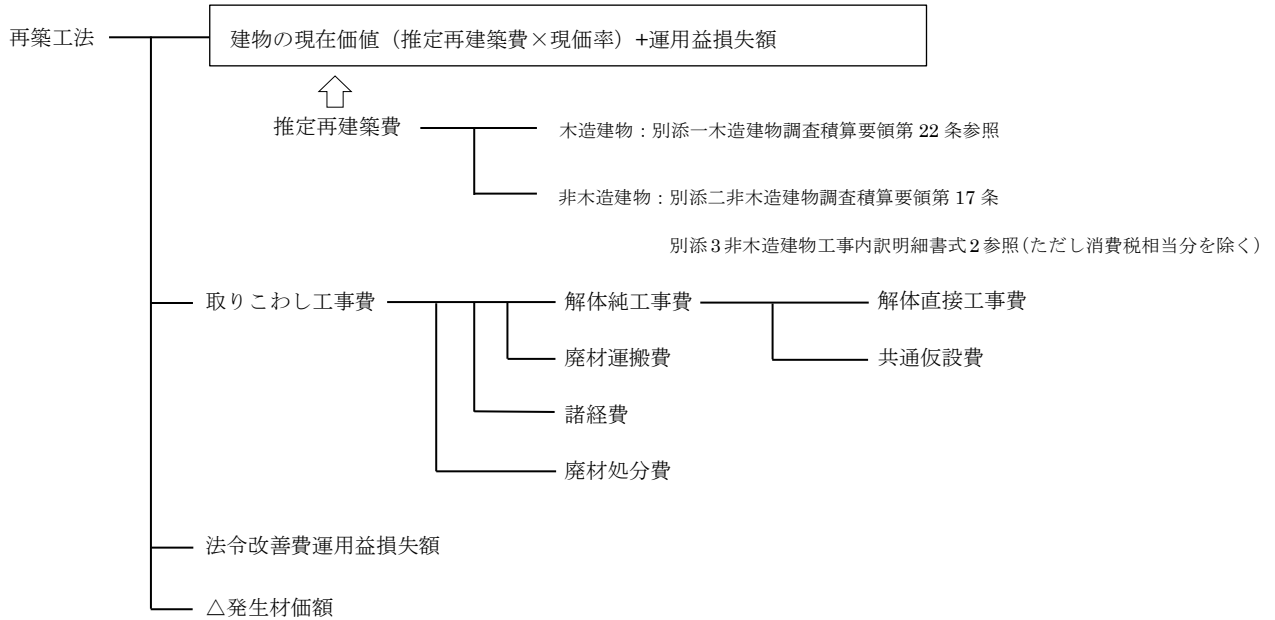 再築工法
建物の現在価値（推定再建築費×現価率）+運用益損失額
推定再建築費
木造建物：別添一木造建物調査積算要領第 22 条参照
非木造建物：別添二非木造建物調査積算要領第 17 条
別添 3 非木造建物工事内訳明細書式 2 参照(ただし消費税相当分を除く)
取りこわし工事費
解体純工事費
解体直接工事費
廃材運搬費
共通仮設費
諸経費
廃材処分費
法令改善費運用益損失額
△発生材価額